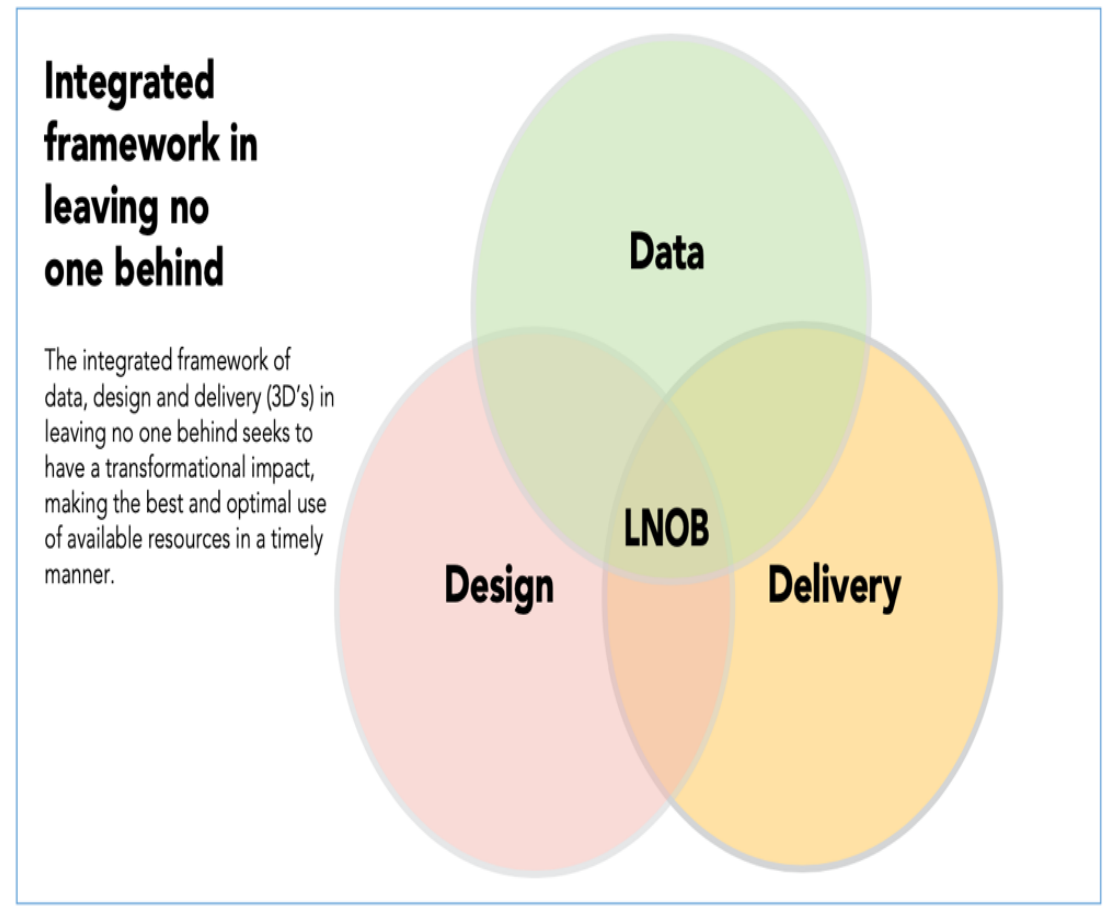 Integrated
framework in
leaving no
one behind
The integrated framework of
data, design and delivery (3D's) in
leaving no one behind seeks to
have a transformational impact,
making the best and optimal use
of available resources in a timely
manner.
Data
LNOB
Design
Delivery